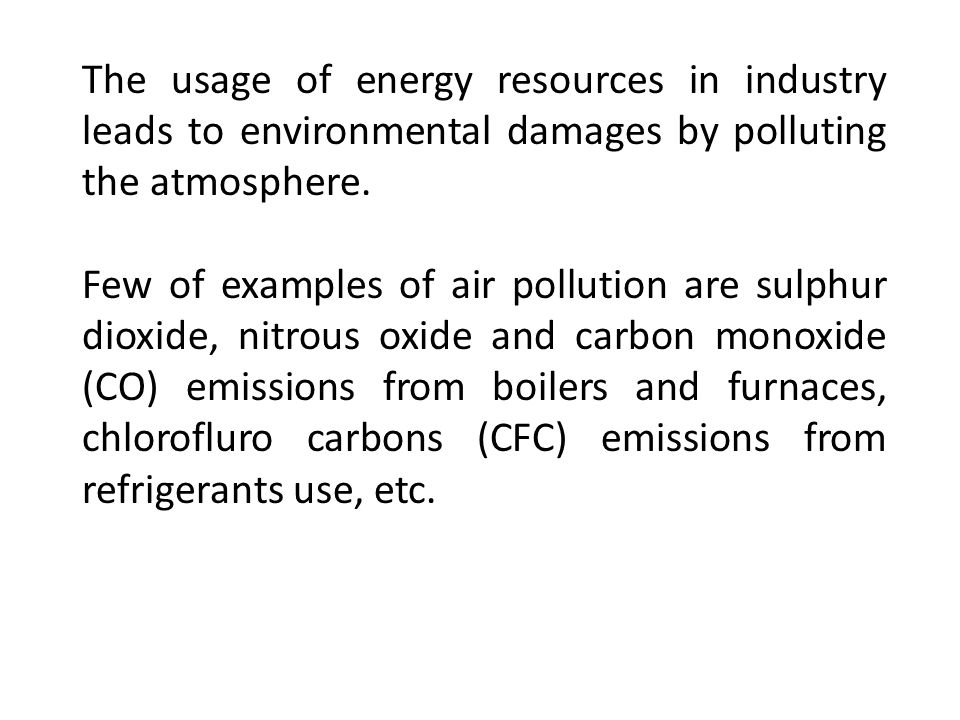 The usage of energy resources in industry
leads to environmental damages by polluting
the atmosphere.
Few of examples of air pollution are sulphur
dioxide, nitrous oxide and carbon monoxide
(CO) emissions from boilers and furnaces,
chlorofluro carbons (CFC) emissions from
refrigerants use, etc.